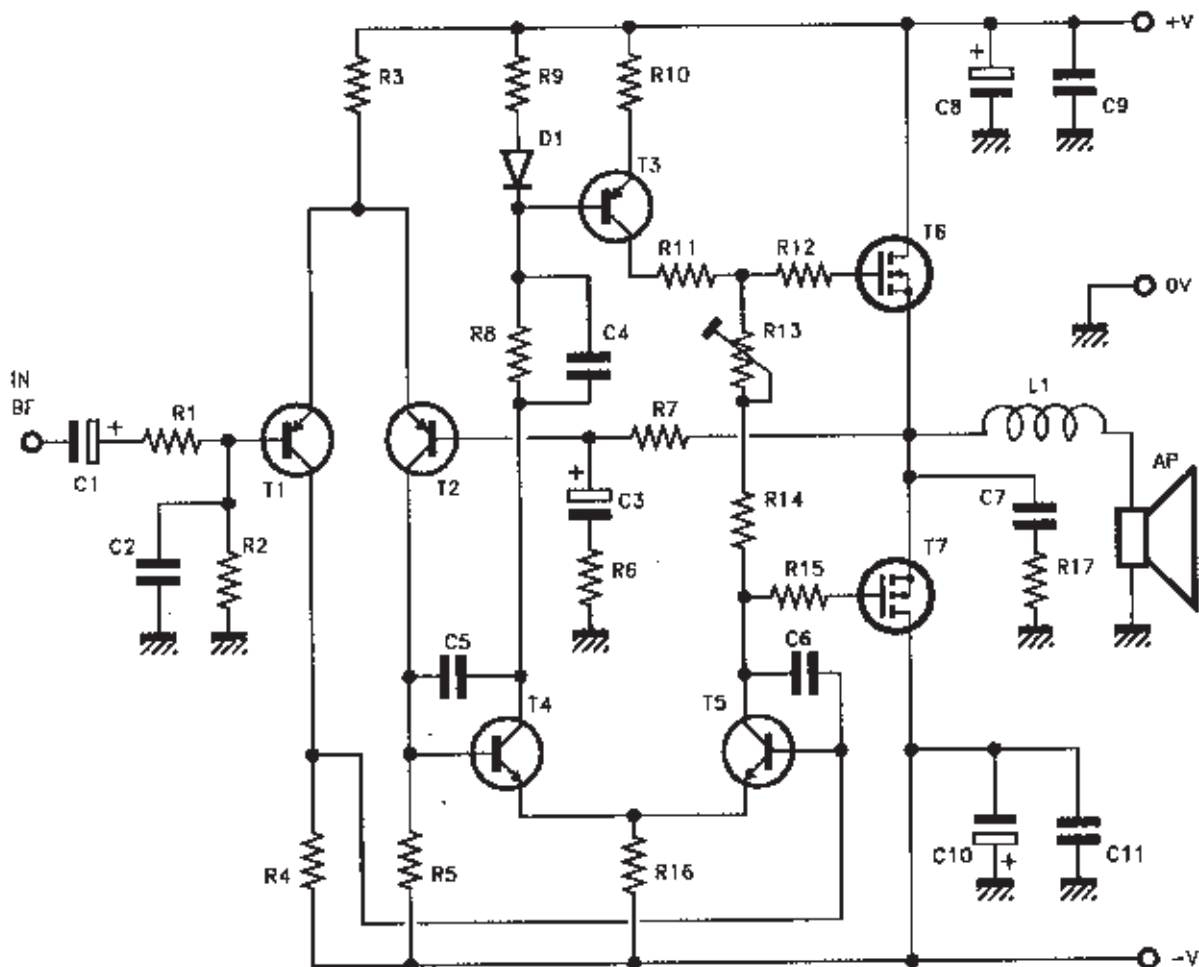 +V
R3
R9
R10
C8
+
C9
D1
T3
T6
R11
R12
0V
R8
C4
R13
IN
BF
L1
R1
R7
AP
+
C1
T1
T2
+
C3
C7
R14
C2
R2
R6
R15
T7
R17
C5
C6
T4
T5
R4
R5
R16
C10
+
C11
-V